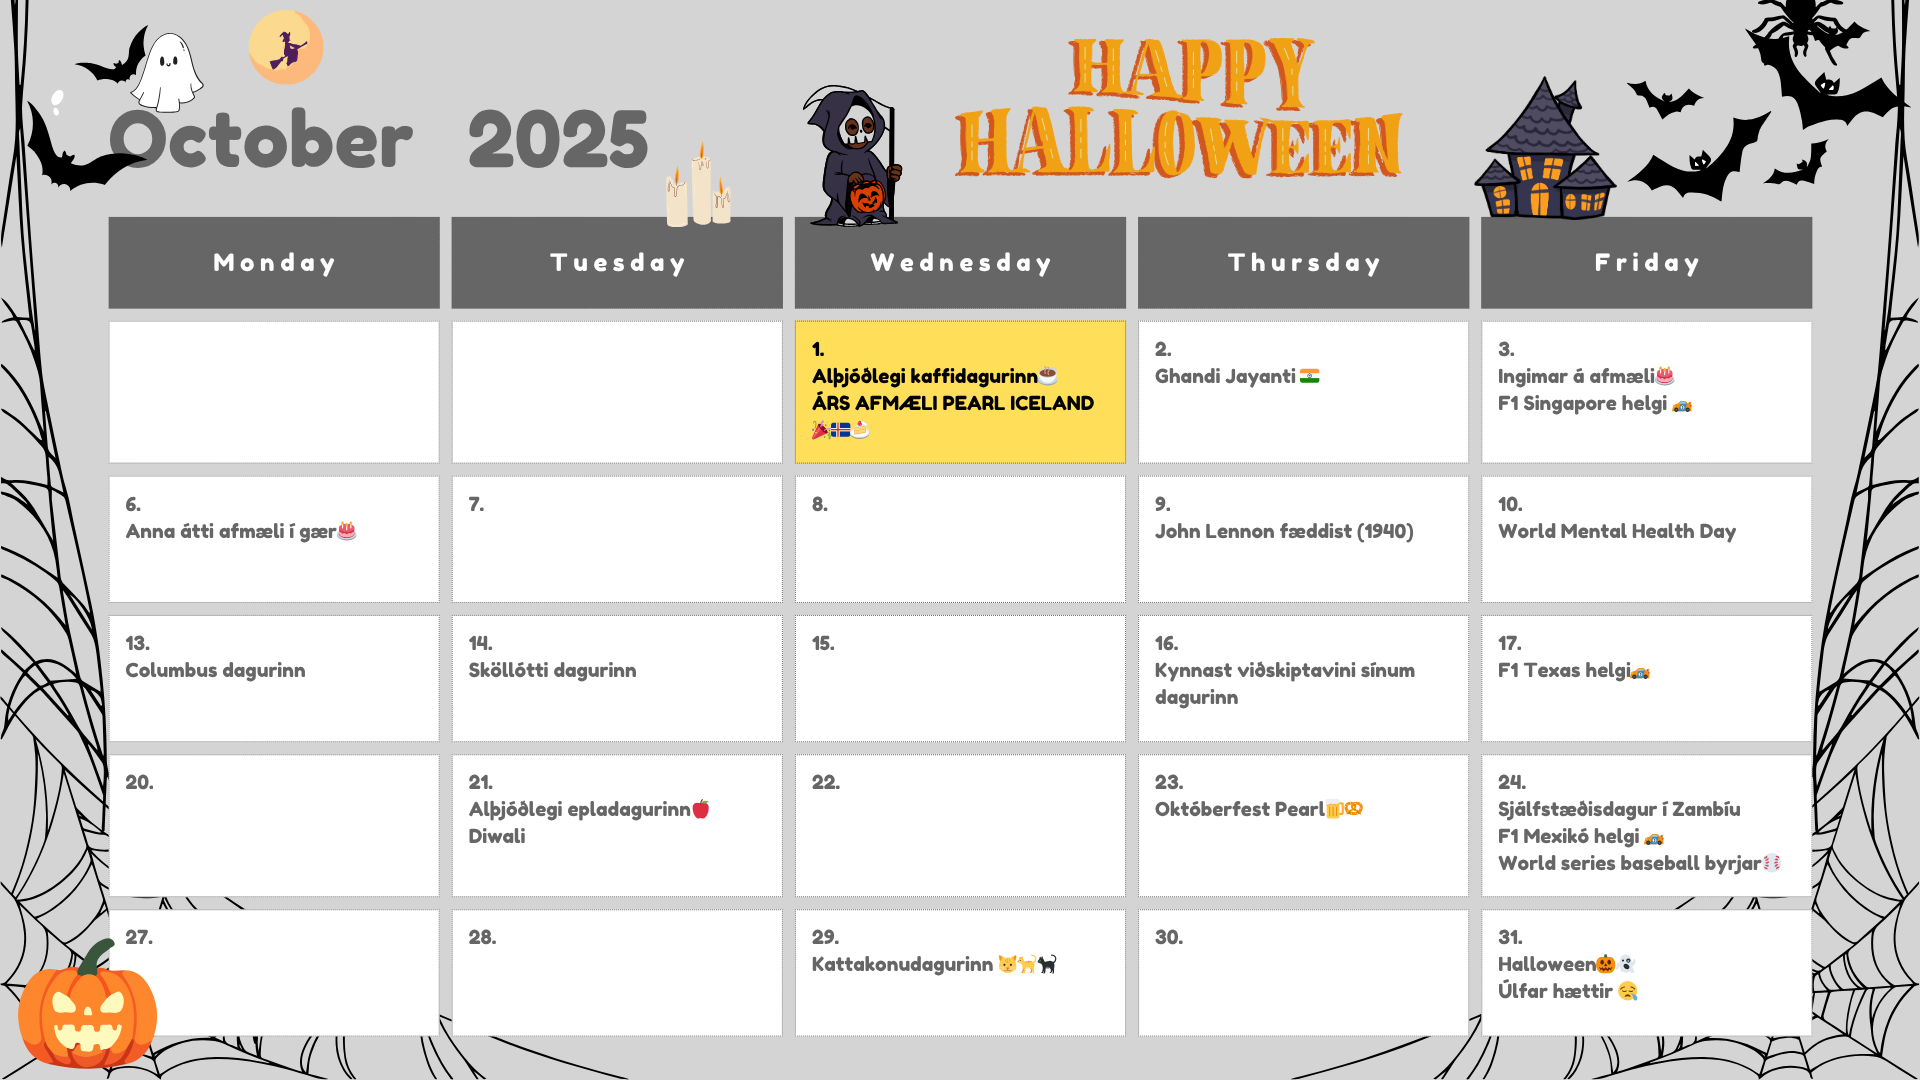 October 2025
HAPPY
HALLOWEEN
Monday
Tuesday
Wednesday
Thursday
Friday
1.
Alþjóðlegi kaffidagurinn☕
ÁRS AFMÆLI PEARL ICELAND
🎉🇮🇸🍰
2.
Ghandi Jayanti 🇮🇳
3.
Ingimar á afmæli🎂
F1 Singapore helgi 🏎️
6.
Anna átti afmæli í gær🎂
7.
8.
9.
John Lennon fæddist (1940)
10.
World Mental Health Day
13.
Columbus dagurinn
14.
Sköllótti dagurinn
15.
16.
Kynnast viðskiptavini sínum
dagurinn
17.
F1 Texas helgi🏎️
20.
21.
Alþjóðlegi epladagurinn🍎
Diwali
22.
23.
Októberfest Pearl🍺🥨
24.
Sjálfstæðisdagur í Zambíu
F1 Mexikó helgi 🏎️
World series baseball byrjar⚾
27.
28.
29.
Kattakonudagurinn 🐱🐈🐈‍⬛
30.
31.
Halloween🎃👻
Úlfar hættir 😪